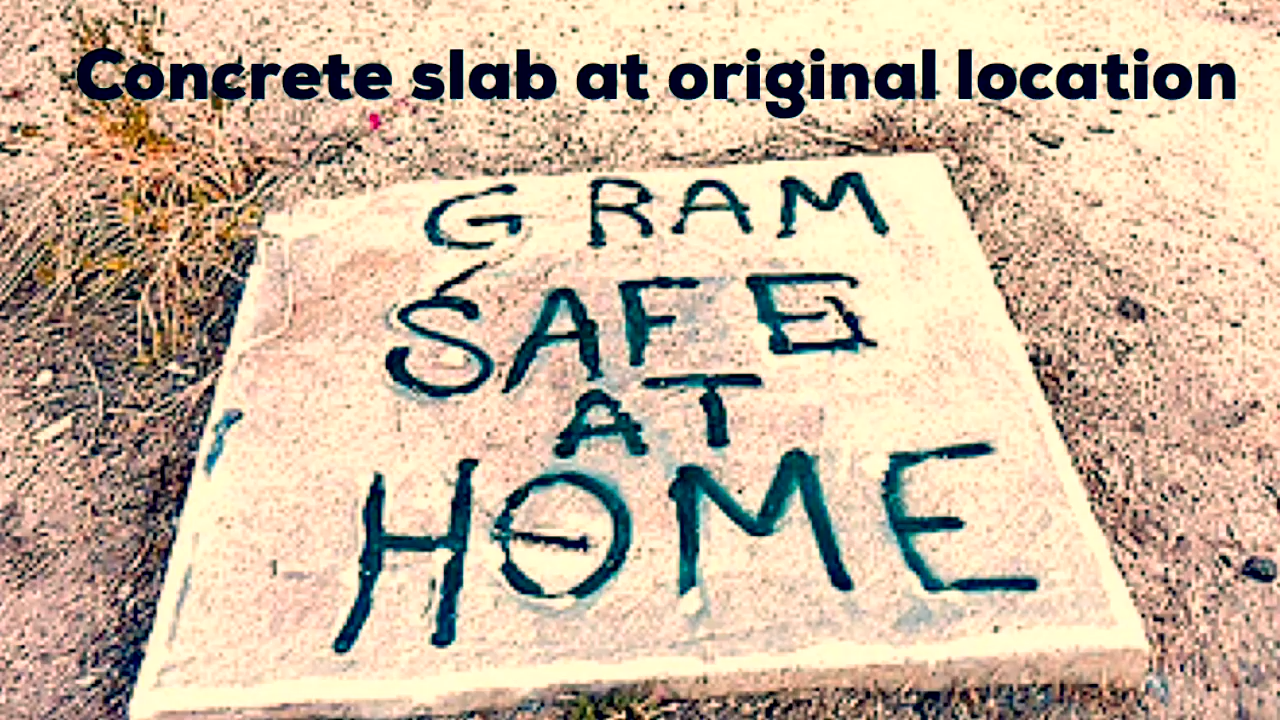 Concrete slab at original location
G RAM
SAFE
AT
HOME